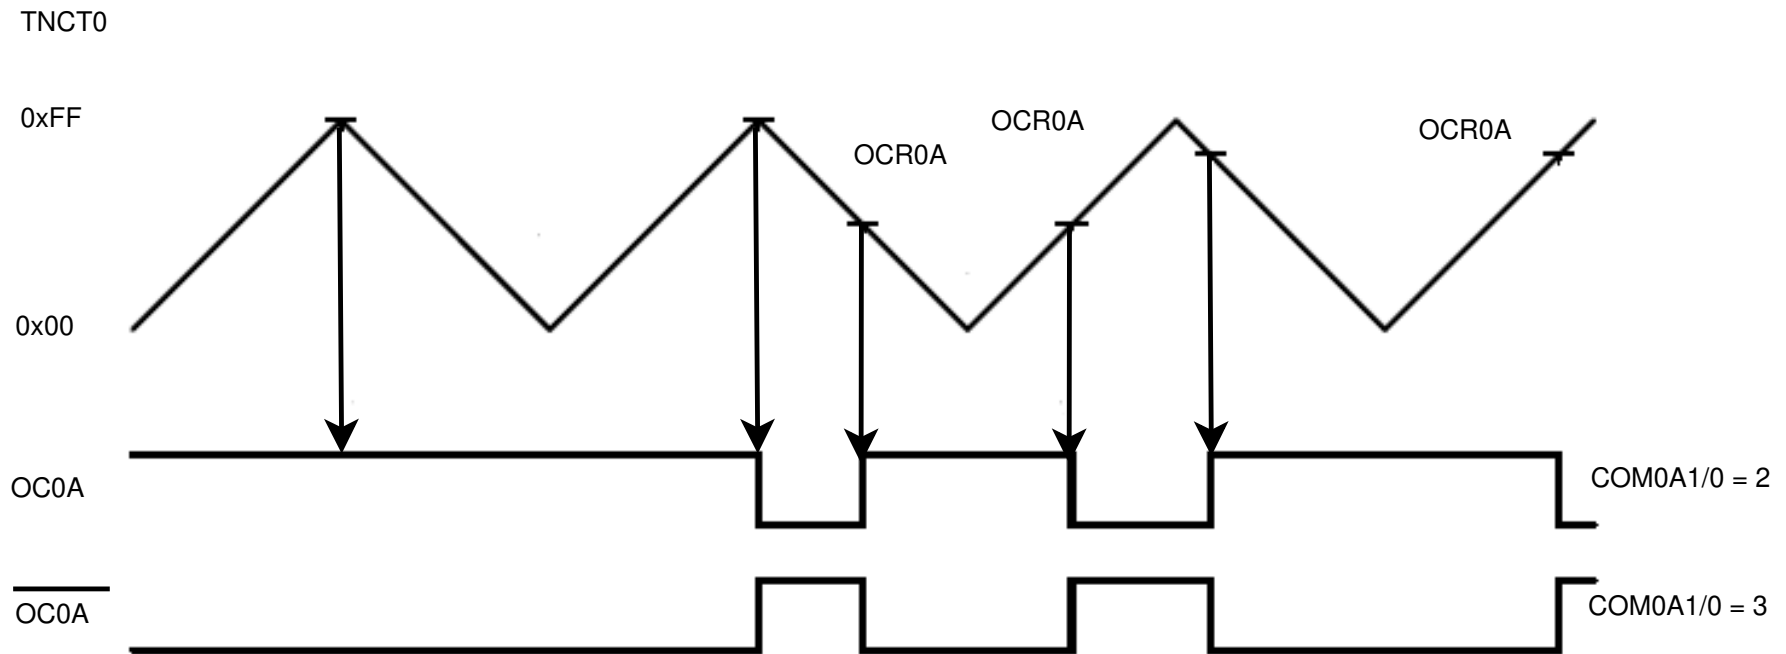 TNCT0
0xFF
OCR0A
OCR0A
OCR0A
0x00
OC0A
COM0A1/0 = 2
OC0A
COM0A1/0 = 3